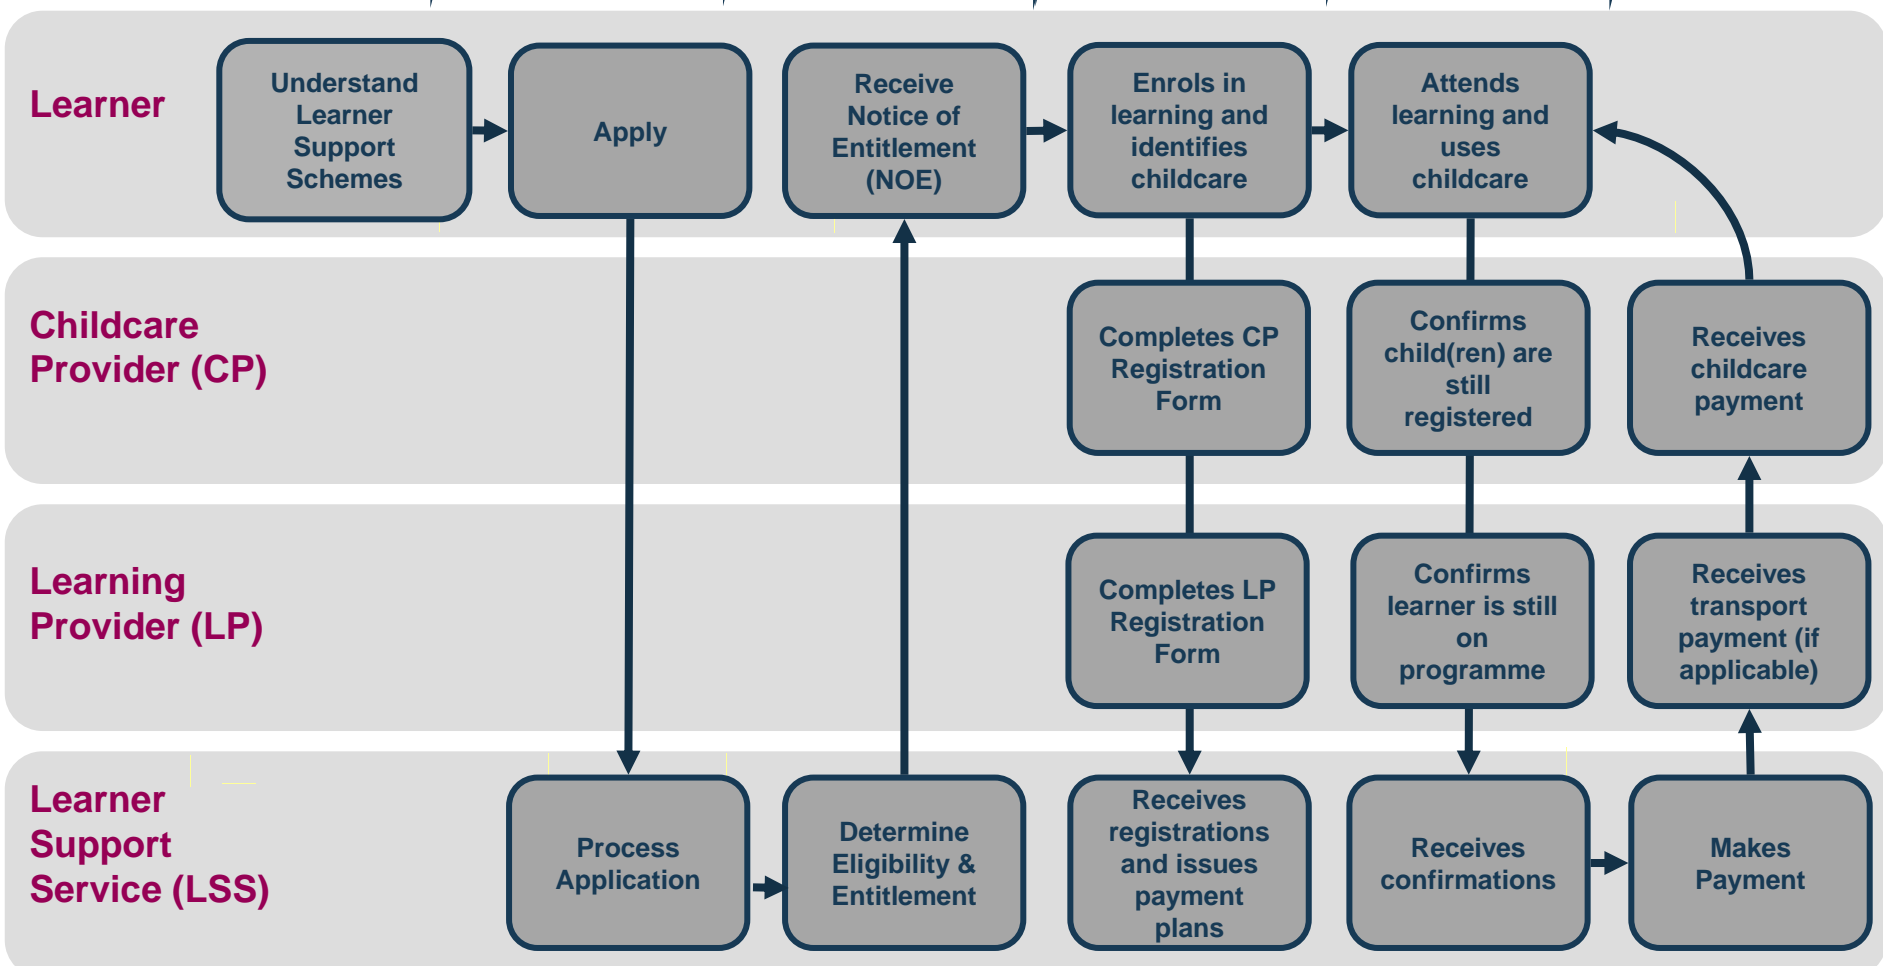 Learner
Understand
Learner
Support
Schemes
Apply
Receive
Notice of
Entitlement
(NOE)
Enrols in
learning and
identifies
childcare
Attends
learning and
uses
childcare
Childcare
Provider (CP)
Completes CP
Registration
Form
Confirms
child(ren) are
still
registered
Receives
childcare
payment
Learning
Provider (LP)
Completes LP
Registration
Form
Confirms
learner is still
on
programme
Receives
transport
payment (if
applicable)
Learner
Support
Service (LSS)
Process
Application
Determine
Eligibility &
Entitlement
Receives
registrations
and issues
payment
plans
Receives
confirmations
Makes
Payment